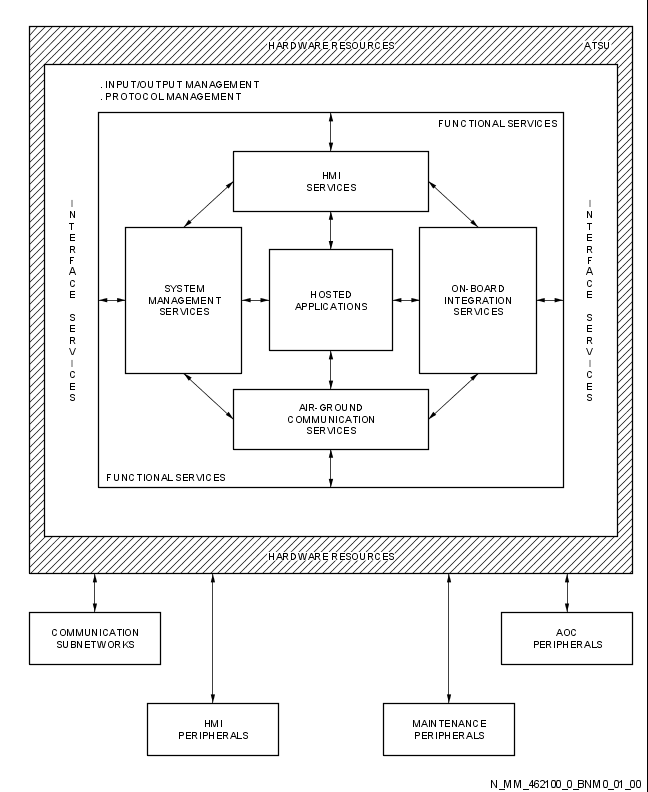 HARDWARE RESOURCES
ATSU
. INPUT/OUTPUT MANAGEMENT
. PROTOCOL MANAGEMENT
FUNCTIONAL SERVICES
HMI
SERVICES
INTERFACE SERVICES
SYSTEM
MANAGEMENT
SERVICES
HOSTED
APPLICATIONS
ON-BOARD
INTEGRATION
SERVICES
INTERFACE SERVICES
AIR-GROUND
COMMUNICATION
SERVICES
FUNCTIONAL SERVICES
HARDWARE RESOURCES
COMMUNICATION
SUBNETWORKS
AOC
PERIPHERALS
HMI
PERIPHERALS
MAINTENANCE
PERIPHERALS
N_MM_462100_0_BNM0_01_00